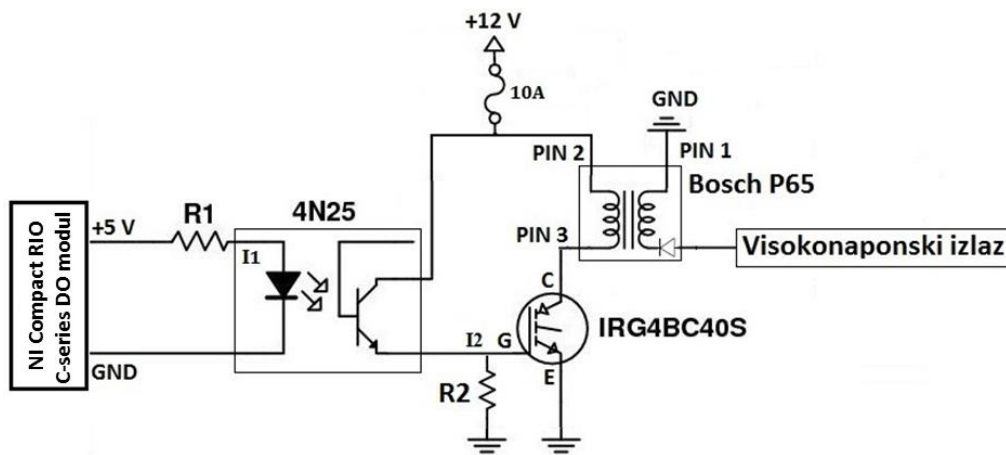 +12 V
10A
GND
PIN 2
PIN 1
Bosch P65
NI Compact RIO
C-series DO modul
+5 V
R1
4N25
I1
PIN 3
Visokonaponski izlaz
C
IRG4BC40S
I2
G
E
GND
R2